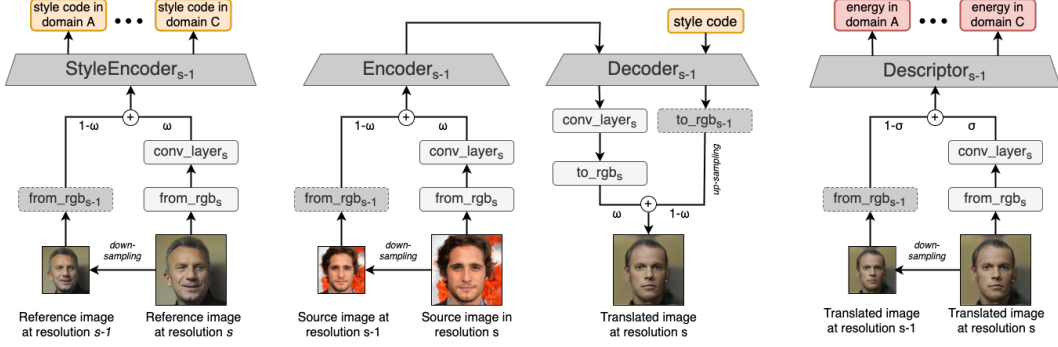 style code in
domain A
style code in
domain C
StyleEncoder_{s-1}
1-ω
ω
conv_layer_s
from_rgb_{s-1}
from_rgb_s
down-
sampling
Reference image
at resolution s-1
Reference image
at resolution s
style code
Encoder_{s-1}
Decoder_{s-1}
1-ω
ω
conv_layer_s
from_rgb_{s-1}
from_rgb_s
down-
sampling
Source image at
resolution s-1
Source image in
resolution s
conv_layer_s
to_rgb_{s-1}
to_rgb_s
up-sampling
ω
1-ω
Translated image
at resolution s
energy in
domain A
energy in
domain C
Descriptor_{s-1}
1-σ
σ
conv_layer_s
from_rgb_{s-1}
from_rgb_s
down-
sampling
Translated image
at resolution s-1
Translated image
at resolution s